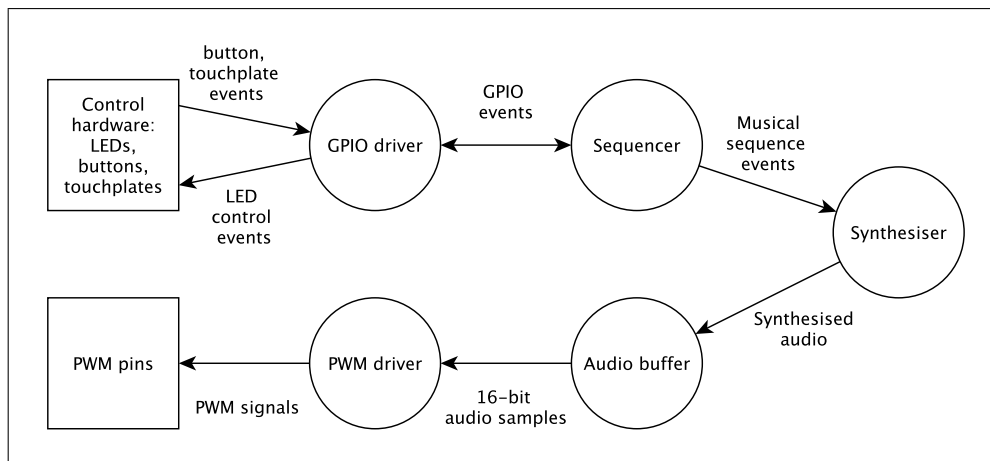 button,
touchplate
events
Control
hardware:
LEDs,
buttons,
touchplates
GPIO driver
GPIO
events
Sequencer
Musical
sequence
events
LED
control
events
Synthesiser
Synthesised
audio
PWM pins
PWM driver
Audio buffer
PWM signals
16-bit
audio samples